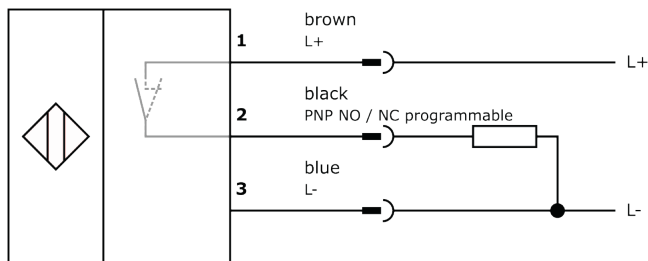 brown
1 L+
L+
black
2 PNP NO / NC programmable
blue
3 L-
L-